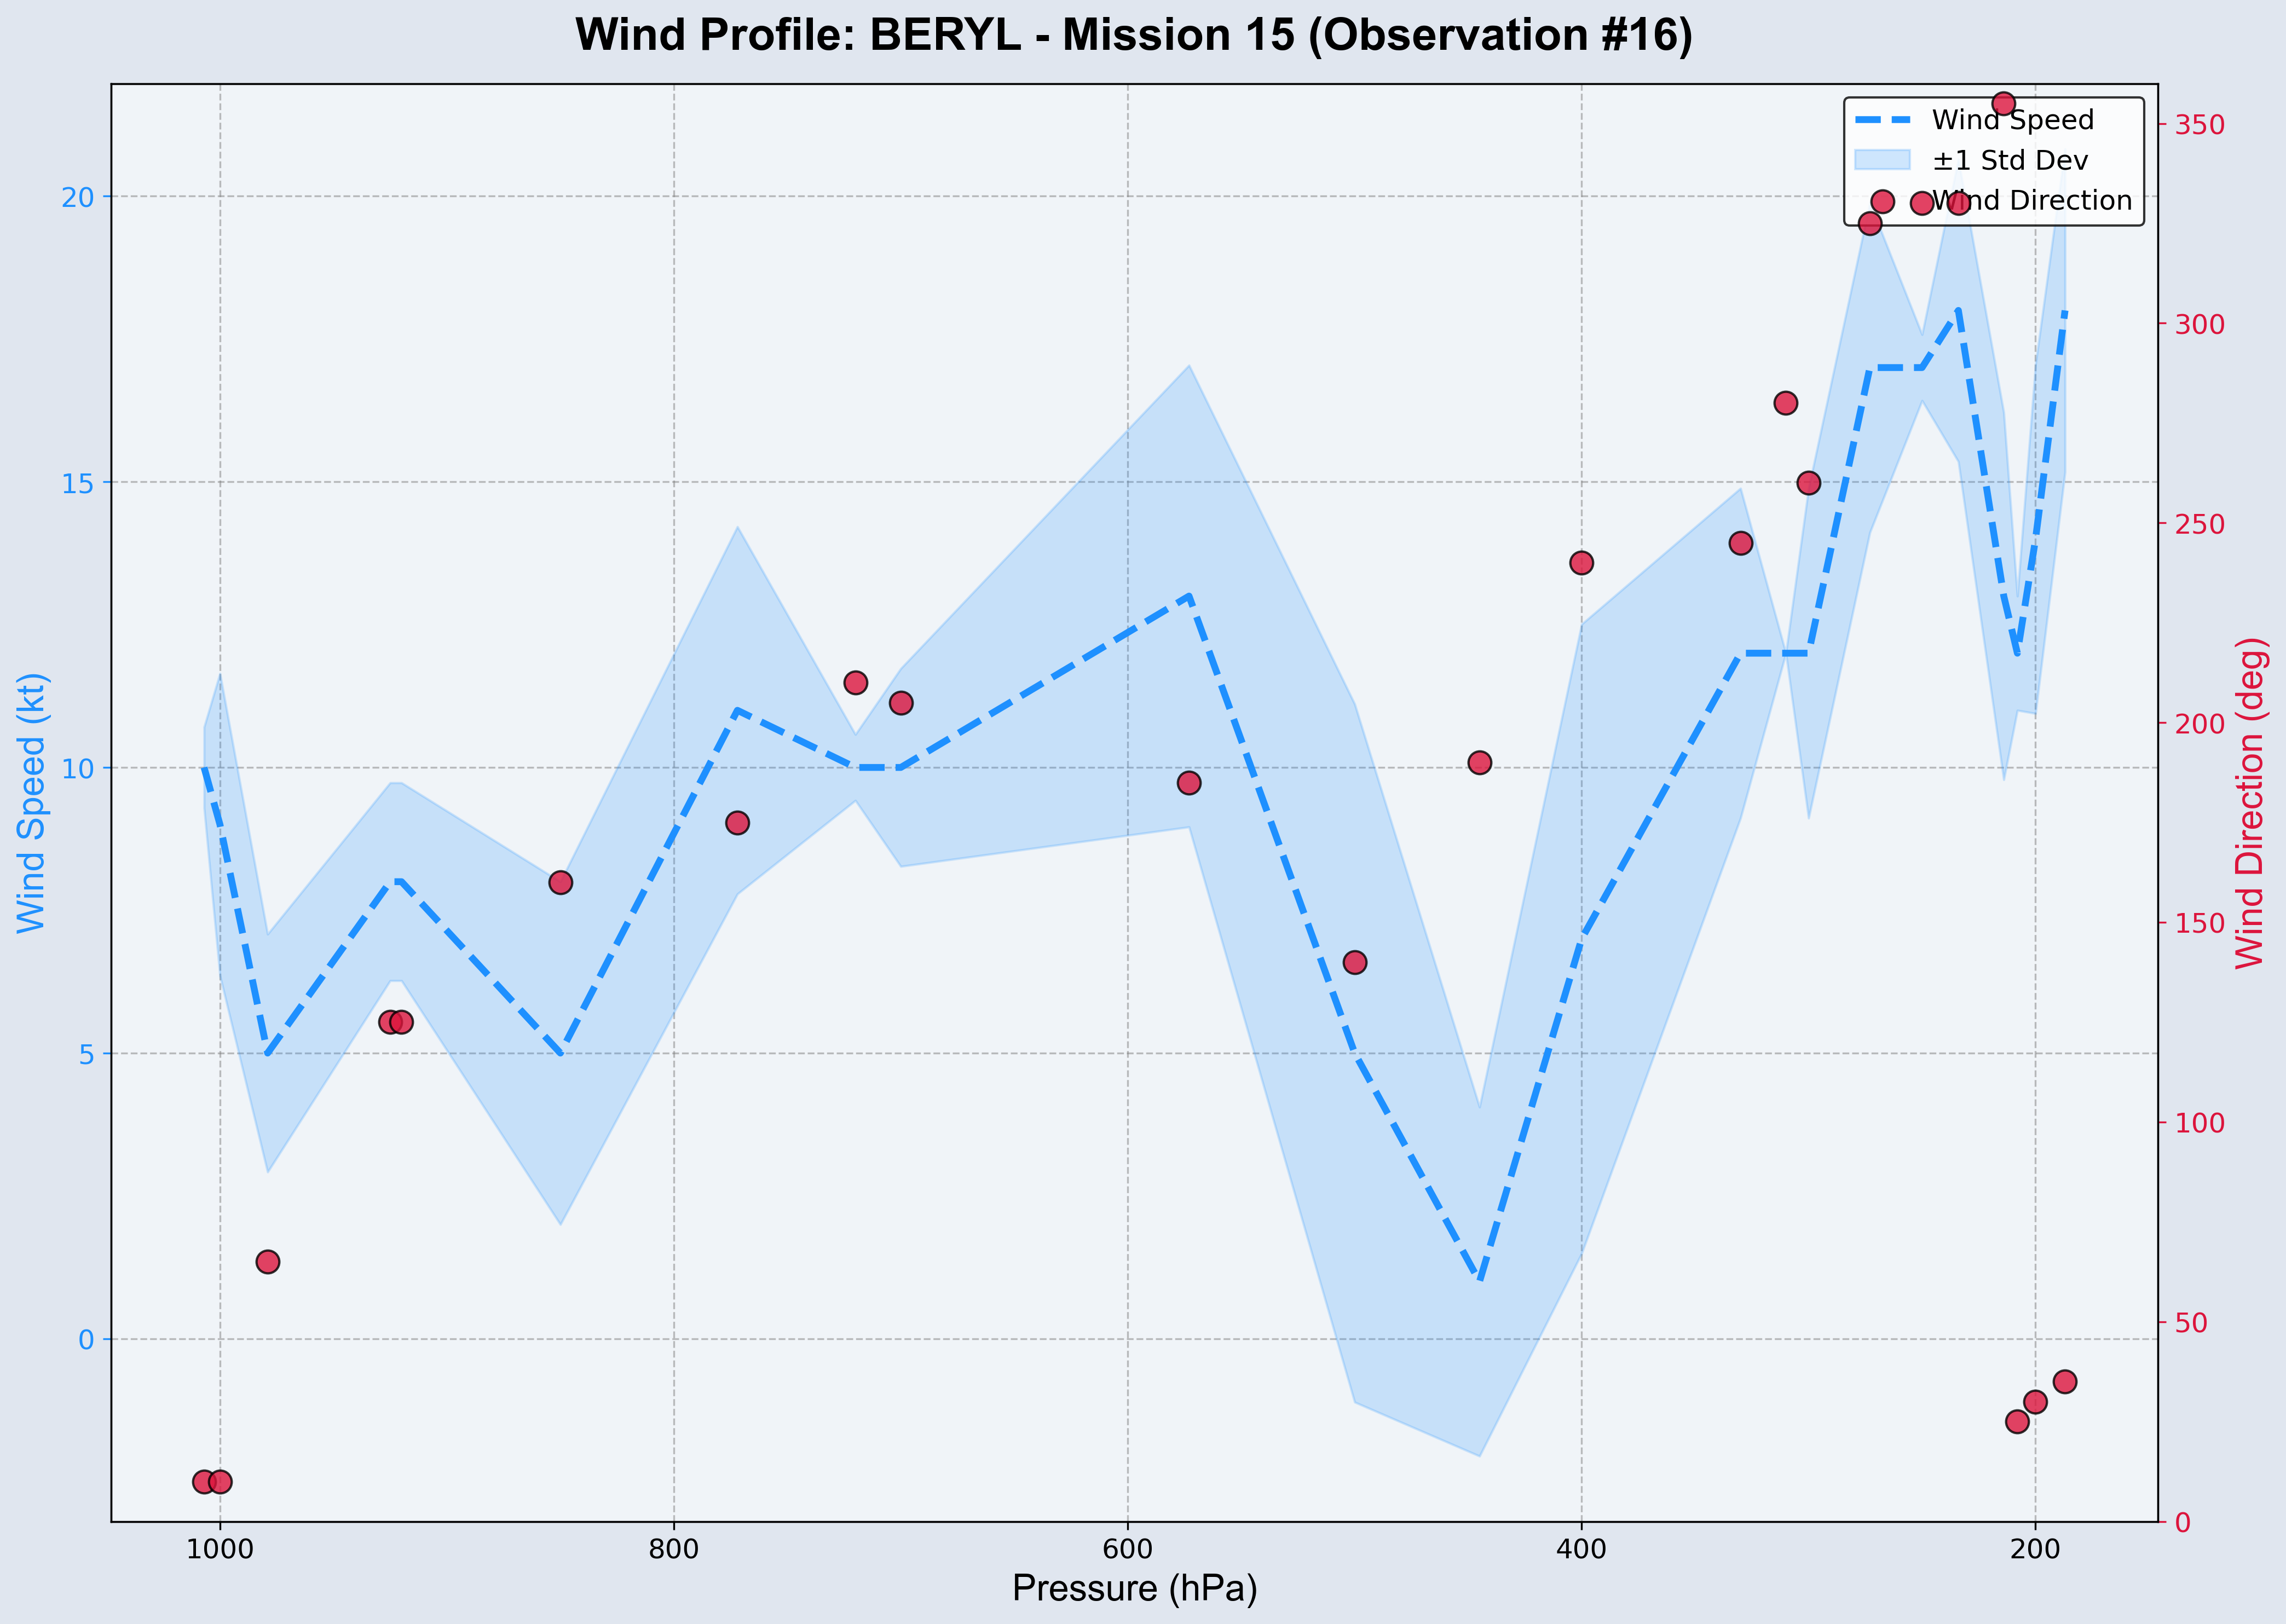 Wind Profile: BERYL - Mission 15 (Observation #16)
Wind Speed
±1 Std Dev
Wind Direction
Wind Speed (kt)
20
15
10
5
0
350
300
250
200
150
100
50
0
Wind Direction (deg)
1000 800 600 400 200
Pressure (hPa)